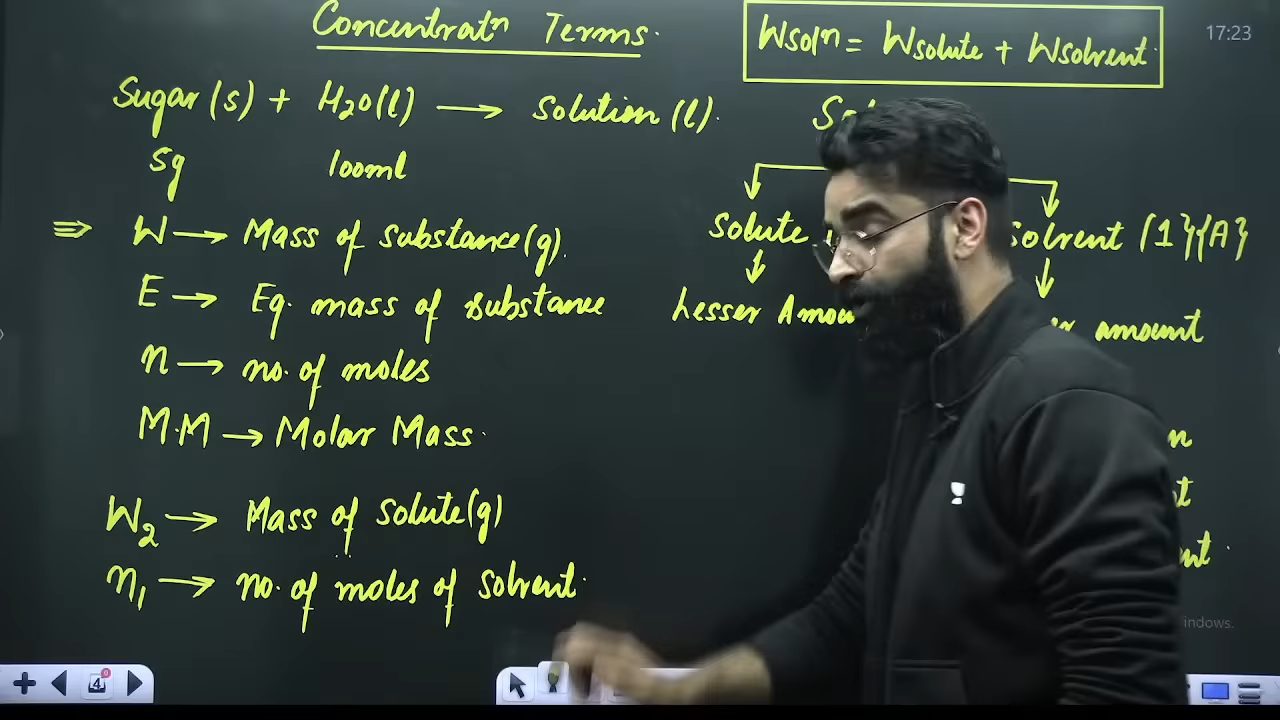 Concentratn Terms.
Wsoln = Wsolute + Wsolvent.
17:23
Sugar (s) + H2O(l) → Solution (l).
5g 100ml
⇒ W → Mass of substance(g).
E → Eq. mass of substance
n → no. of moles
M.M → Molar Mass.
W2 → Mass of Solute(g)
n1 → no. of moles of Solvent.
Solute Solvent {1}{A}
↓ ↓
Lesser amount
4